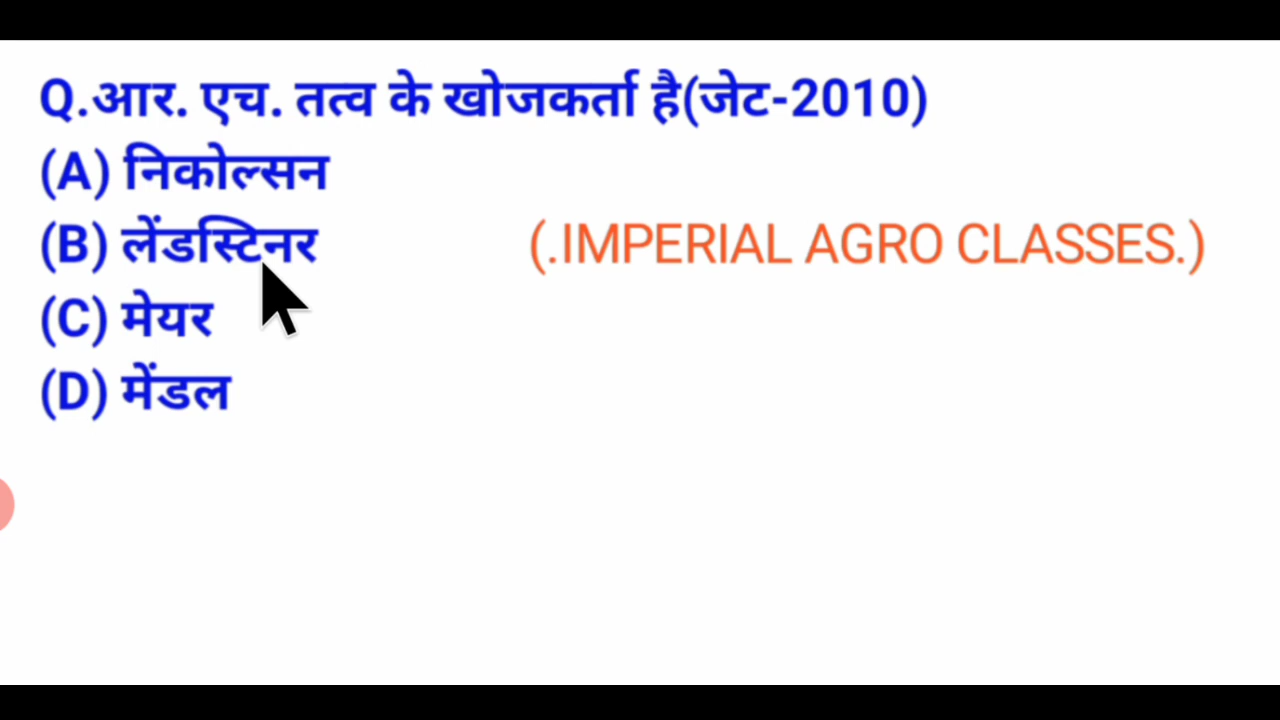 Q.आर. एच. तत्व के खोजकर्ता है(जेट-2010)
(A) निकोल्सन
(B) लेंडस्टिनर
(.IMPERIAL AGRO CLASSES.)
(C) मेयर
(D) मेंडल